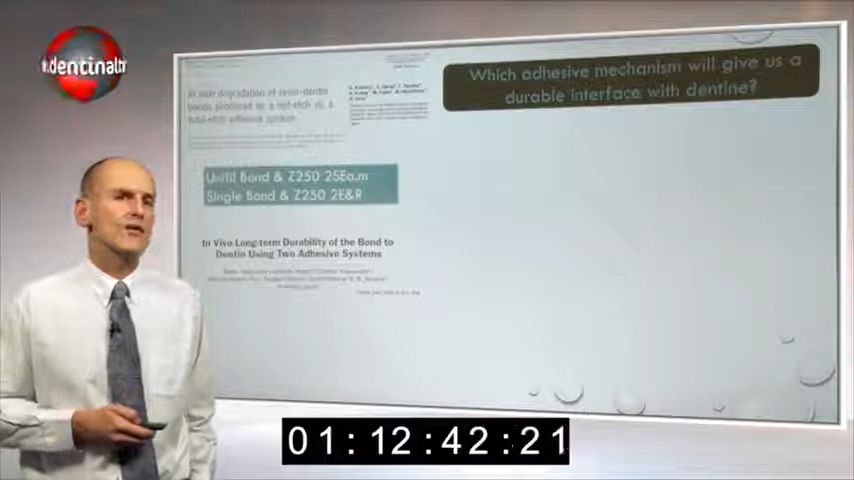 Identinaltv
Which adhesive mechanism will give us a
durable interface with dentine?
In vivo degradation of resin-dentin
bonds produced by a self-etch vs. a
total-etch adhesive system
Unifil Bond & Z250 2SEa.m
Single Bond & Z250 2E&R
In Vivo Long-term Durability of the Bond to
Dentin Using Two Adhesive Systems
01:12:42:21